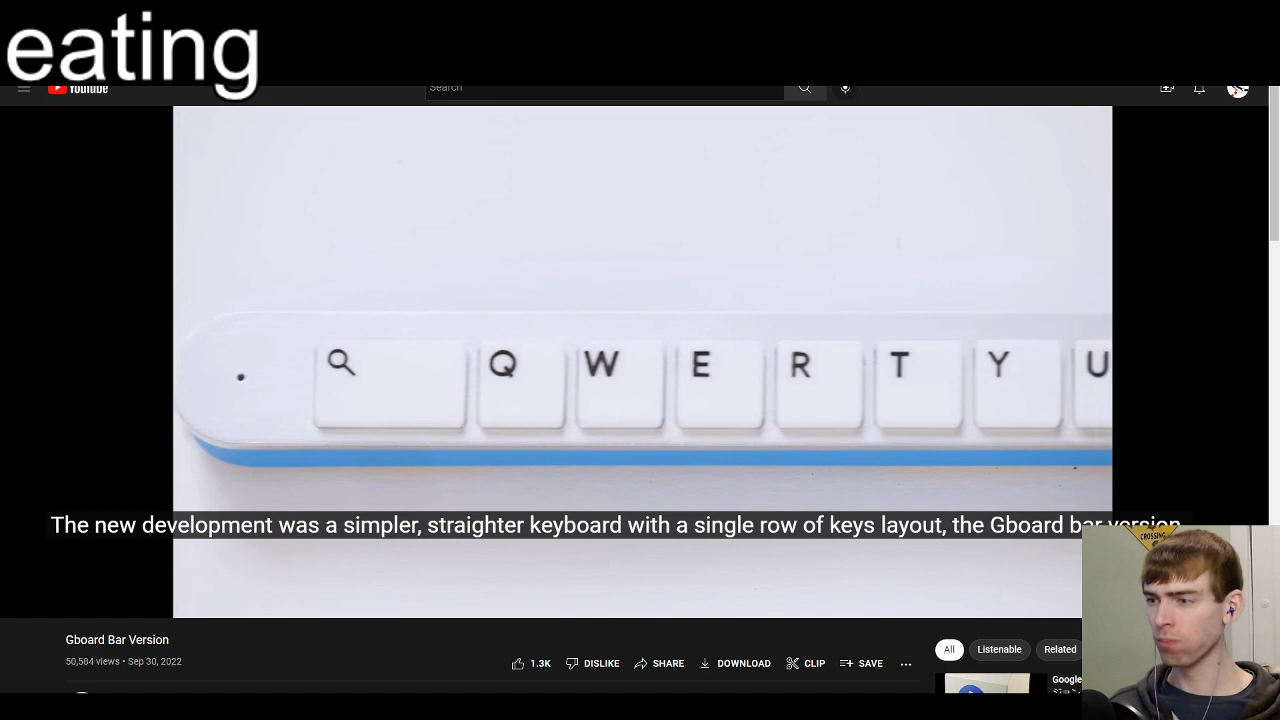 eating
YouTube
Search
Q W E R T Y U
The new development was a simpler, straighter keyboard with a single row of keys layout, the Gboard bar version
CROSSING
Gboard Bar Version
50,584 views • Sep 30, 2022
1.3K DISLIKE SHARE DOWNLOAD CLIP SAVE
All Listenable Related
Google